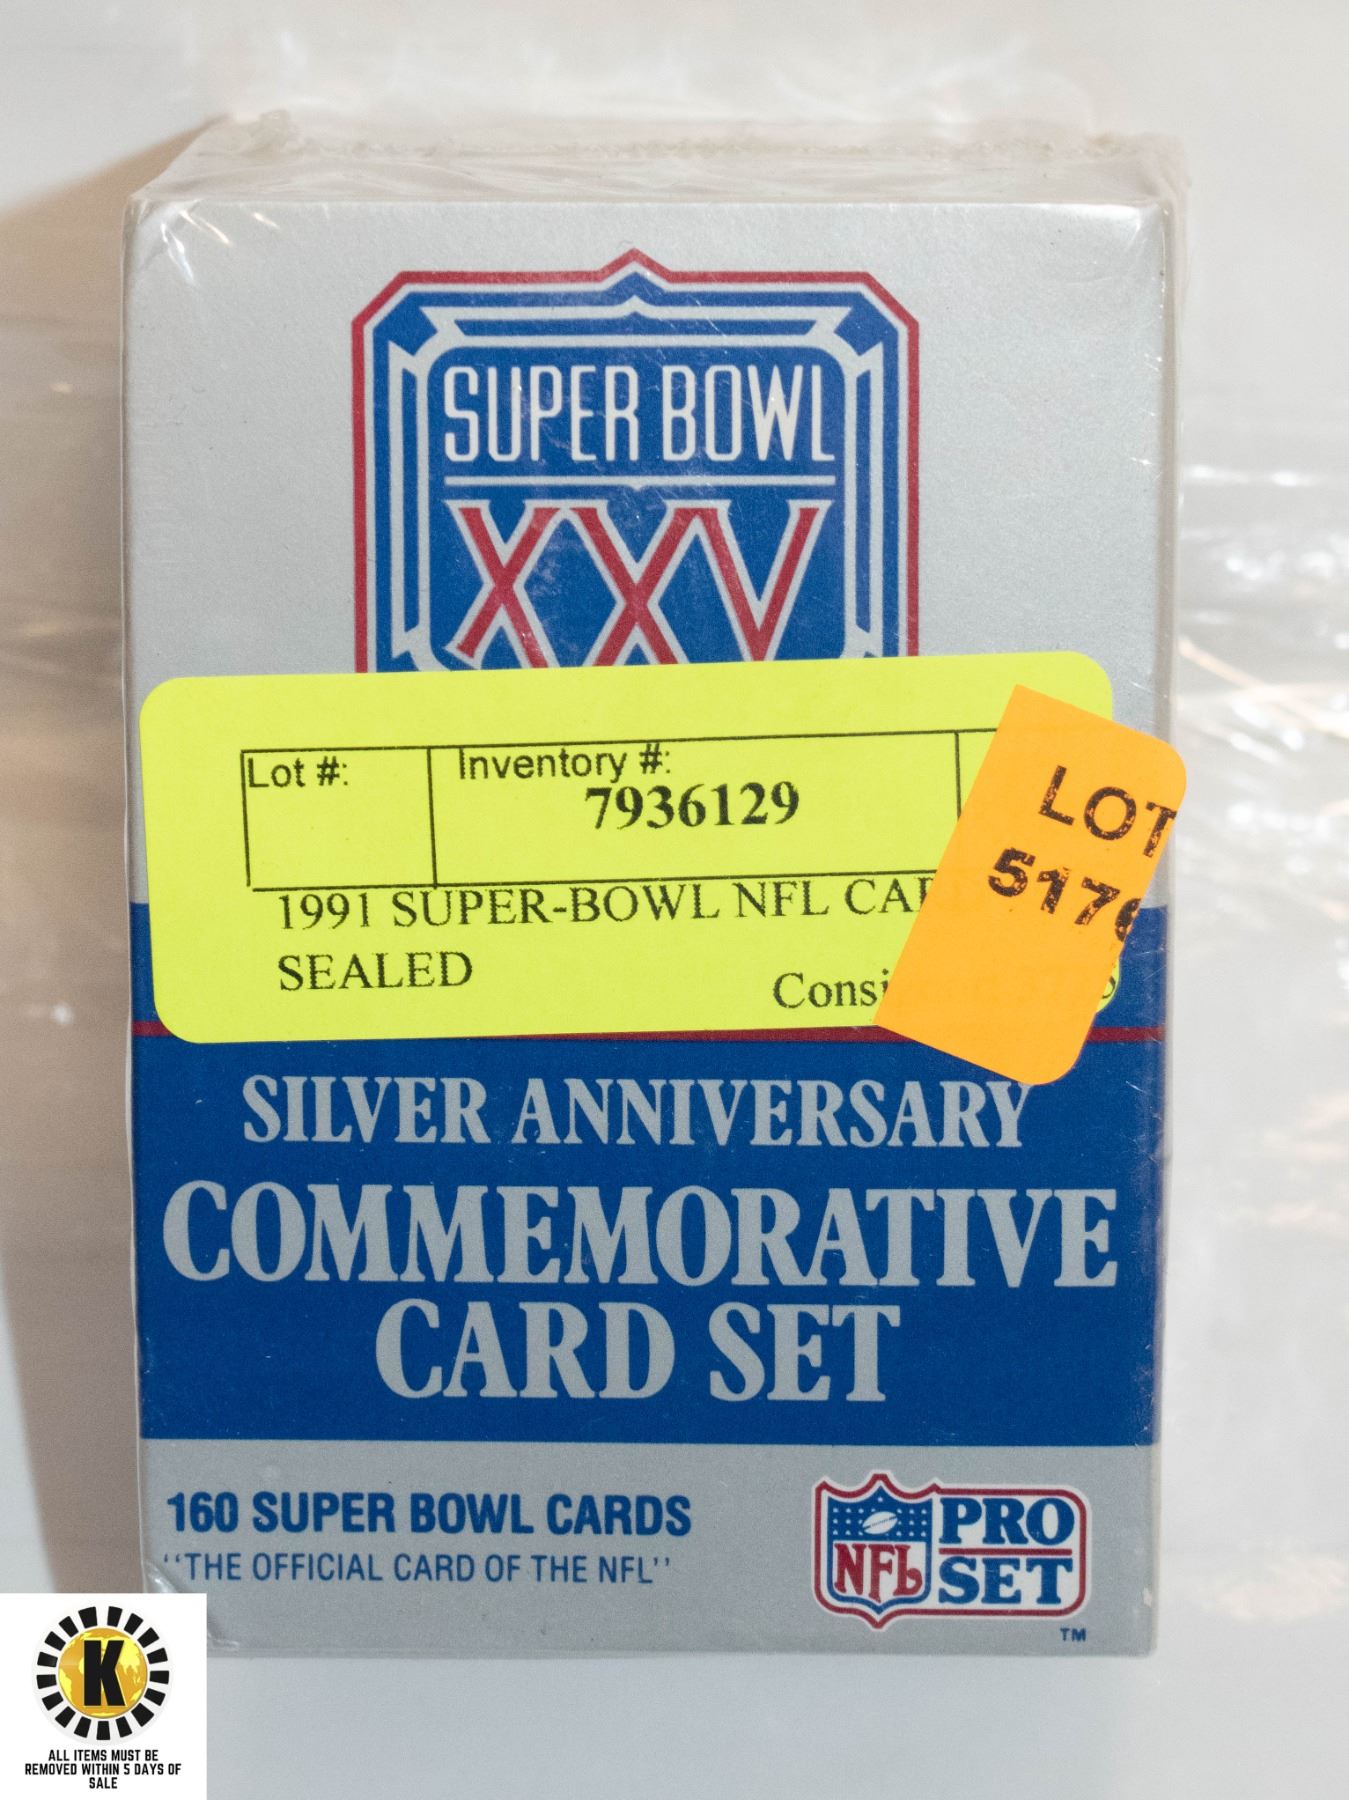 SUPER BOWL
XXV
Lot #:
Inventory #:
7936129
LOT
1991 SUPER-BOWL NFL
SEALED
SILVER ANNIVERSARY
COMMEMORATIVE
CARD SET
160 SUPER BOWL CARDS
"THE OFFICIAL CARD OF THE NFL"
NFL
PRO
SET
TM
K
ALL ITEMS MUST BE
REMOVED WITHIN 5 DAYS OF
SALE